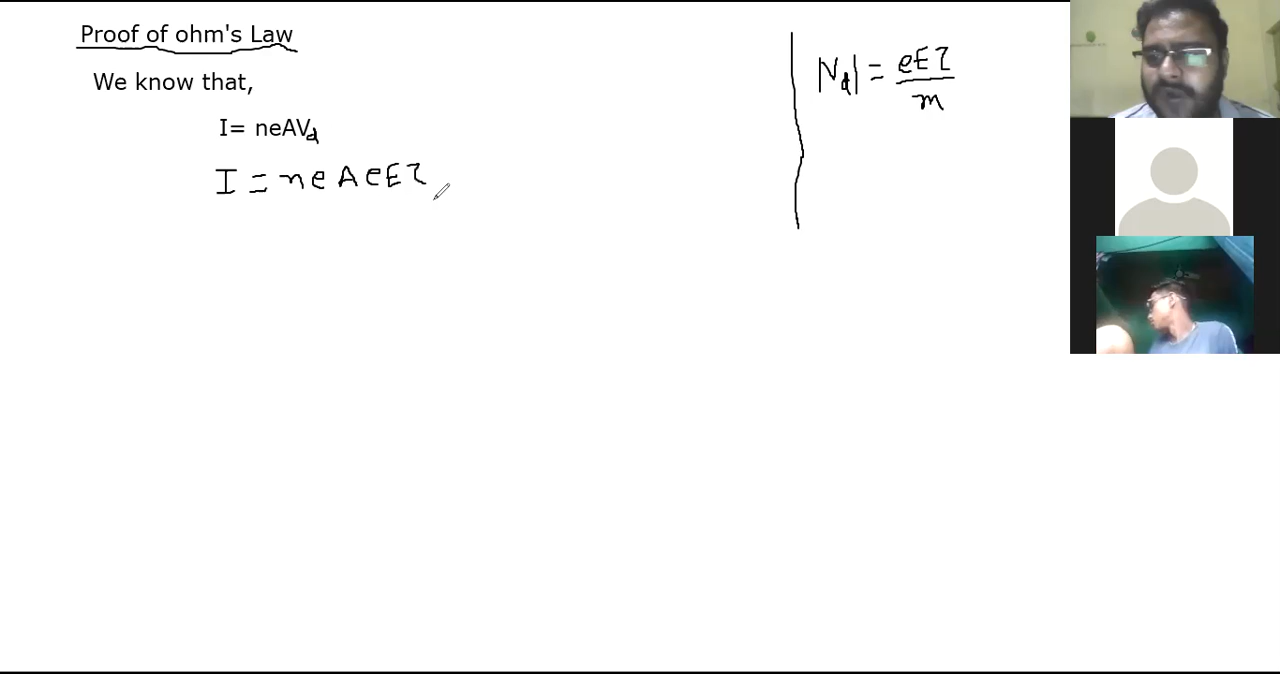 Proof of ohm's Law
We know that,
I= neAVd
I = neAeEτ
|Vd| = eEτ
m